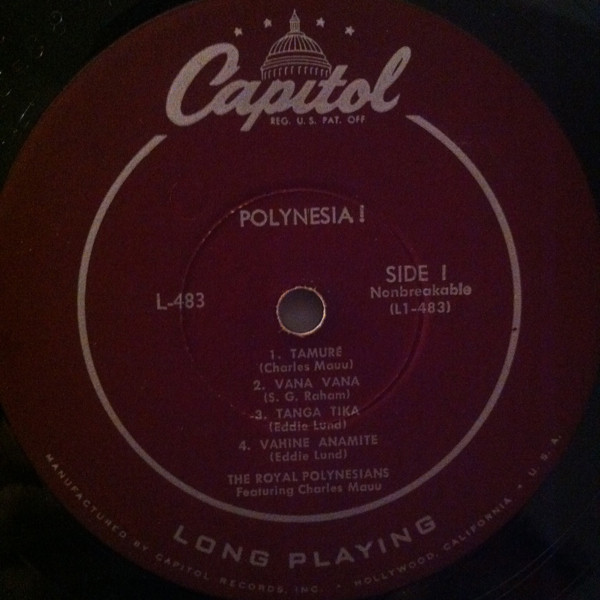 Capitol
REG. U.S. PAT. OFF
POLYNESIA!
L-483
SIDE 1
Nonbreakable
(L1-483)
1. TAMURE
(Charles Mauu)
2. VANA VANA
(S. G. Raham)
3. TANGA TIKA
(Eddie Lund)
4. VAHINE ANAMITE
(Eddie Lund)
THE ROYAL POLYNESIANS
Featuring Charles Mauu
LONG PLAYING
MANUFACTURED BY CAPITOL RECORDS, INC. • HOLLYWOOD, CALIFORNIA • U.S.A.